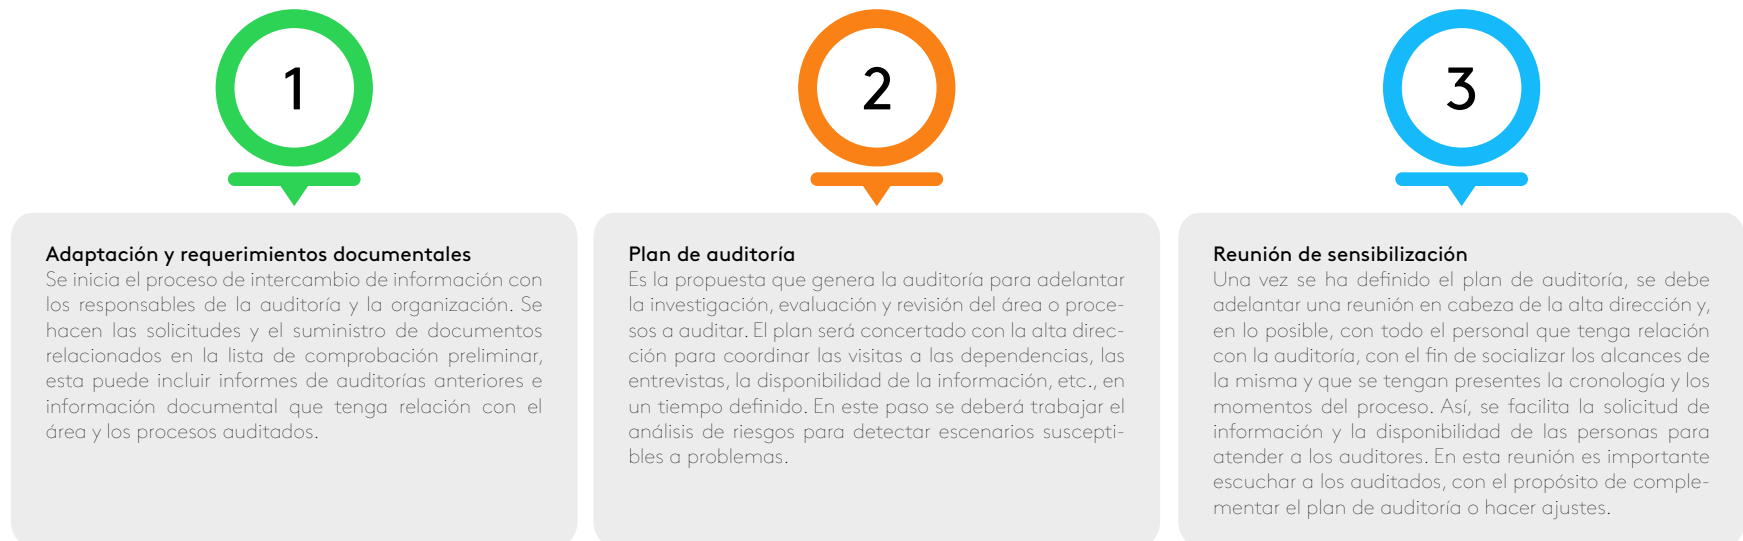 1
Adaptación y requerimientos documentales
Se inicia el proceso de intercambio de información con
los responsables de la auditoría y la organización. Se
hacen las solicitudes y el suministro de documentos
relacionados en la lista de comprobación preliminar,
esta puede incluir informes de auditorías anteriores e
información documental que tenga relación con el
área y los procesos auditados.
2
Plan de auditoría
Es la propuesta que genera la auditoría para adelantar
la investigación, evaluación y revisión del área o proce-
sos a auditar. El plan será concertado con la alta direc-
ción para coordinar las visitas a las dependencias, las
entrevistas, la disponibilidad de la información, etc., en
un tiempo definido. En este paso se deberá trabajar el
análisis de riesgos para detectar escenarios suscepti-
bles a problemas.
3
Reunión de sensibilización
Una vez se ha definido el plan de auditoría, se debe
adelantar una reunión en cabeza de la alta dirección y,
en lo posible, con todo el personal que tenga relación
con la auditoría, con el fin de socializar los alcances de
la misma y que se tengan presentes la cronología y los
momentos del proceso. Así, se facilita la solicitud de
información y la disponibilidad de las personas para
atender a los auditores. En esta reunión es importante
escuchar a los auditados, con el propósito de comple-
mentar el plan de auditoría o hacer ajustes.